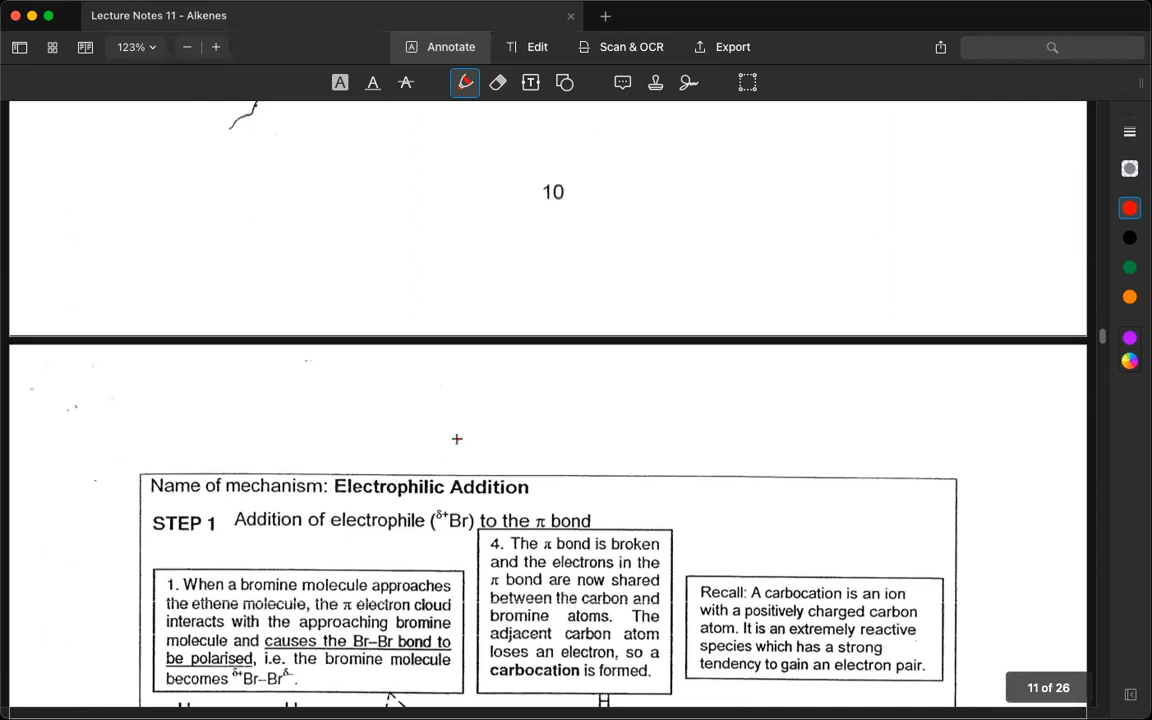 Lecture Notes 11 - Alkenes
123%
Annotate
Edit
Scan & OCR
Export
10
Name of mechanism: Electrophilic Addition
STEP 1 Addition of electrophile (δ+Br) to the π bond
1. When a bromine molecule approaches
the ethene molecule, the π electron cloud
interacts with the approaching bromine
molecule and causes the Br–Br bond to
be polarised, i.e. the bromine molecule
becomes δ+Br–Brδ-.
4. The π bond is broken
and the electrons in the
π bond are now shared
between the carbon and
bromine atoms. The
adjacent carbon atom
loses an electron, so a
carbocation is formed.
Recall: A carbocation is an ion
with a positively charged carbon
atom. It is an extremely reactive
species which has a strong
tendency to gain an electron pair.
H
11 of 26